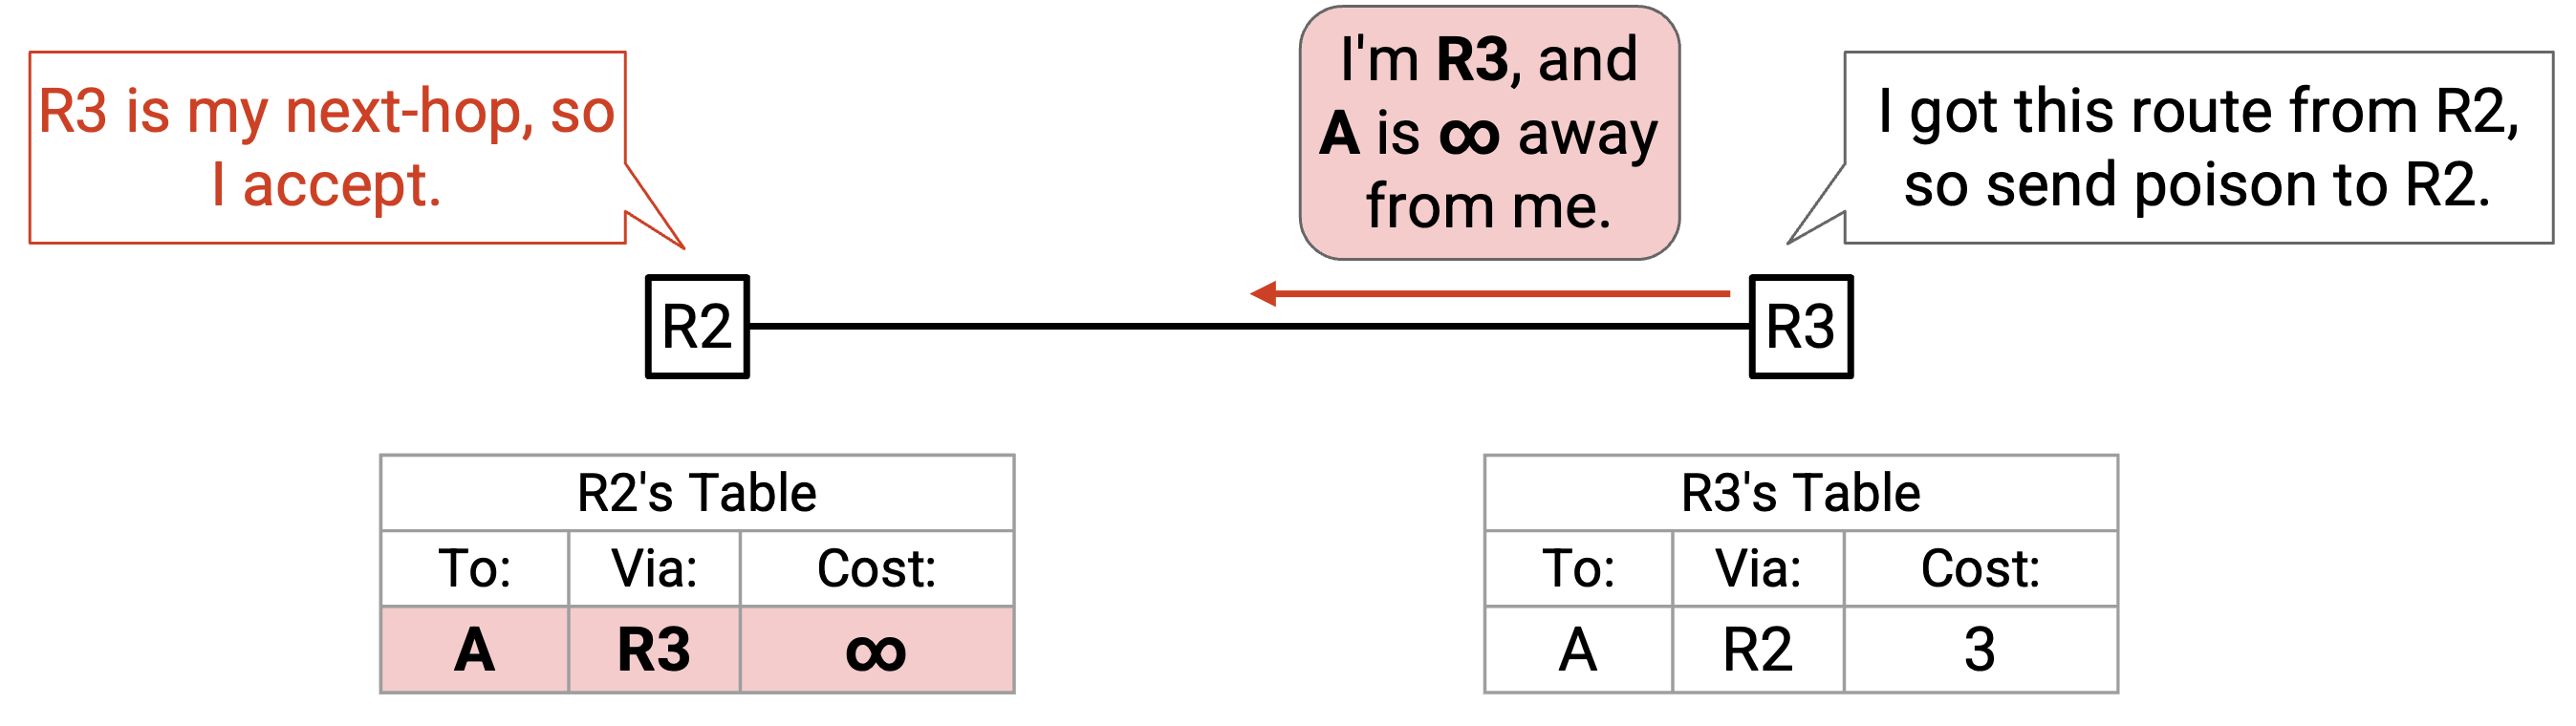 R3 is my next-hop, so
I accept.
I'm R3, and
A is ∞ away
from me.
I got this route from R2,
so send poison to R2.
R2
R3
R2's Table
To: Via: Cost:
A R3 ∞
R3's Table
To: Via: Cost:
A R2 3